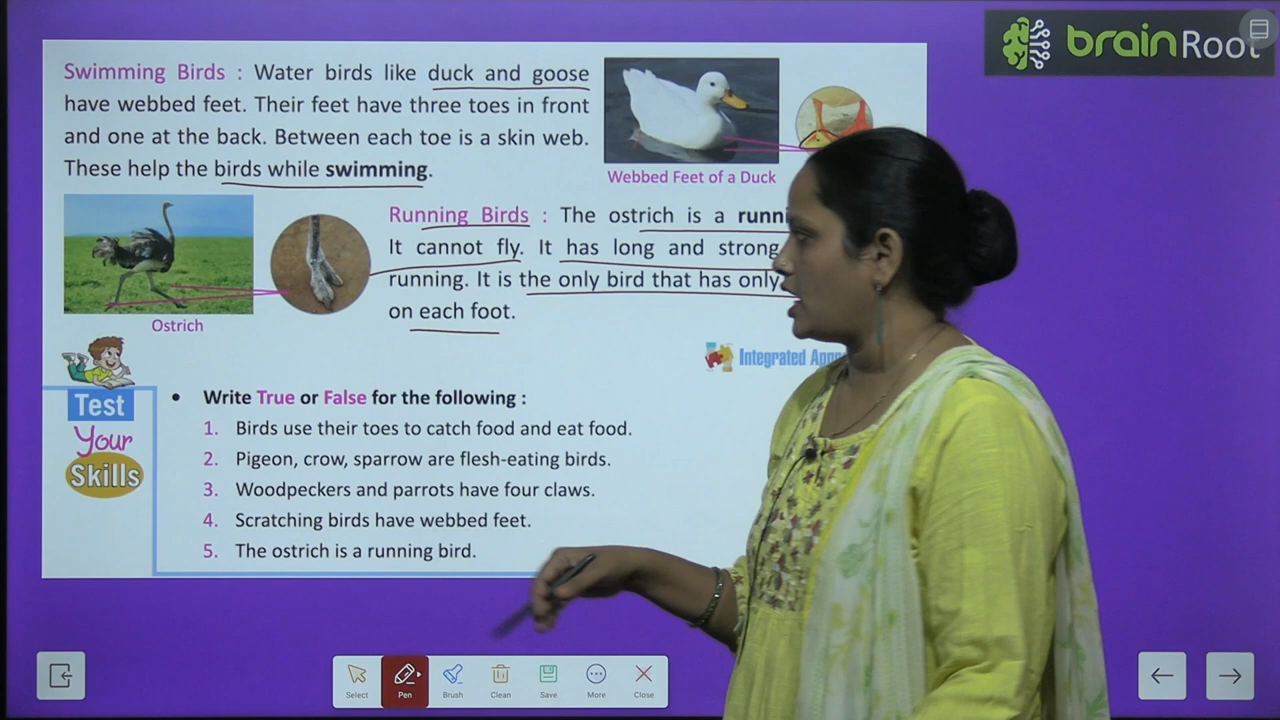 brainRoot
Swimming Birds : Water birds like duck and goose
have webbed feet. Their feet have three toes in front
and one at the back. Between each toe is a skin web.
These help the birds while swimming.
Webbed Feet of a Duck
Running Birds : The ostrich is a
It cannot fly. It has long and strong
running. It is the only bird that has only
on each foot.
Ostrich
Integrated
Test
Your
Skills
• Write True or False for the following :
1. Birds use their toes to catch food and eat food.
2. Pigeon, crow, sparrow are flesh-eating birds.
3. Woodpeckers and parrots have four claws.
4. Scratching birds have webbed feet.
5. The ostrich is a running bird.
Select
Pen
Brush
Clean
Save
More
Close